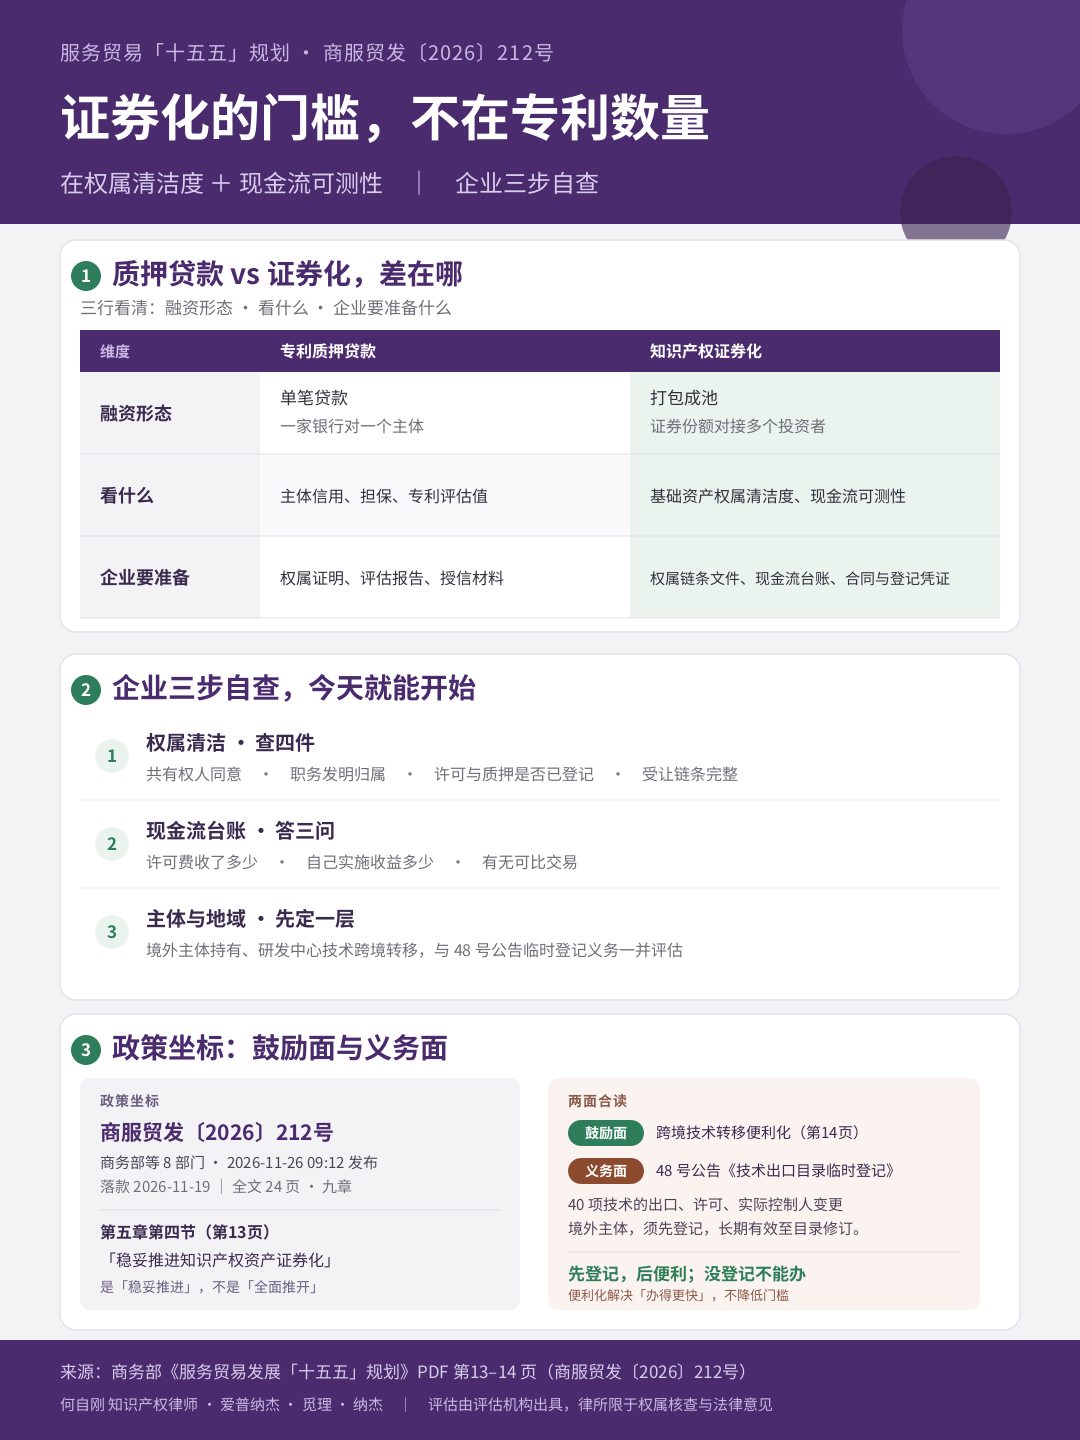 服务贸易「十五五」规划 · 商服贸发〔2026〕212号
证券化的门槛，不在专利数量
在权属清洁度 + 现金流可测性 ｜ 企业三步自查
1 质押贷款 vs 证券化，差在哪
三行看清：融资形态 · 看什么 · 企业要准备什么
维度 专利质押贷款 知识产权证券化
融资形态 单笔贷款 打包成池
一家银行对一个主体 证券份额对接多个投资者
看什么 主体信用、担保、专利评估值 基础资产权属清洁度、现金流可测性
企业要准备 权属证明、评估报告、授信材料 权属链条文件、现金流台账、合同与登记凭证
2 企业三步自查，今天就能开始
1 权属清洁 · 查四件
共有权人同意 · 职务发明归属 · 许可与质押是否已登记 · 受让链条完整
2 现金流台账 · 答三问
许可费收了多少 · 自己实施收益多少 · 有无可比交易
3 主体与地域 · 先定一层
境外主体持有、研发中心技术跨境转移，与 48 号公告临时登记义务一并评估
3 政策坐标：鼓励面与义务面
政策坐标
商服贸发〔2026〕212号
商务部等 8 部门 · 2026-11-26 09:12 发布
落款 2026-11-19 ｜ 全文 24 页 · 九章
第五章第四节（第13页）
「稳妥推进知识产权资产证券化」
是「稳妥推进」，不是「全面推开」
两面合读
鼓励面 跨境技术转移便利化（第14页）
义务面 48 号公告《技术出口目录临时登记》
40 项技术的出口、许可、实际控制人变更
境外主体，须先登记，长期有效至目录修订。
先登记，后便利；没登记不能办
便利化解决「办得更快」，不降低门槛
来源：商务部《服务贸易发展「十五五」规划》PDF 第13–14 页（商服贸发〔2026〕212号）
何自刚 知识产权律师 · 爱普纳杰 · 觅理 · 纳杰 ｜ 评估由评估机构出具，律所限于权属核查与法律意见